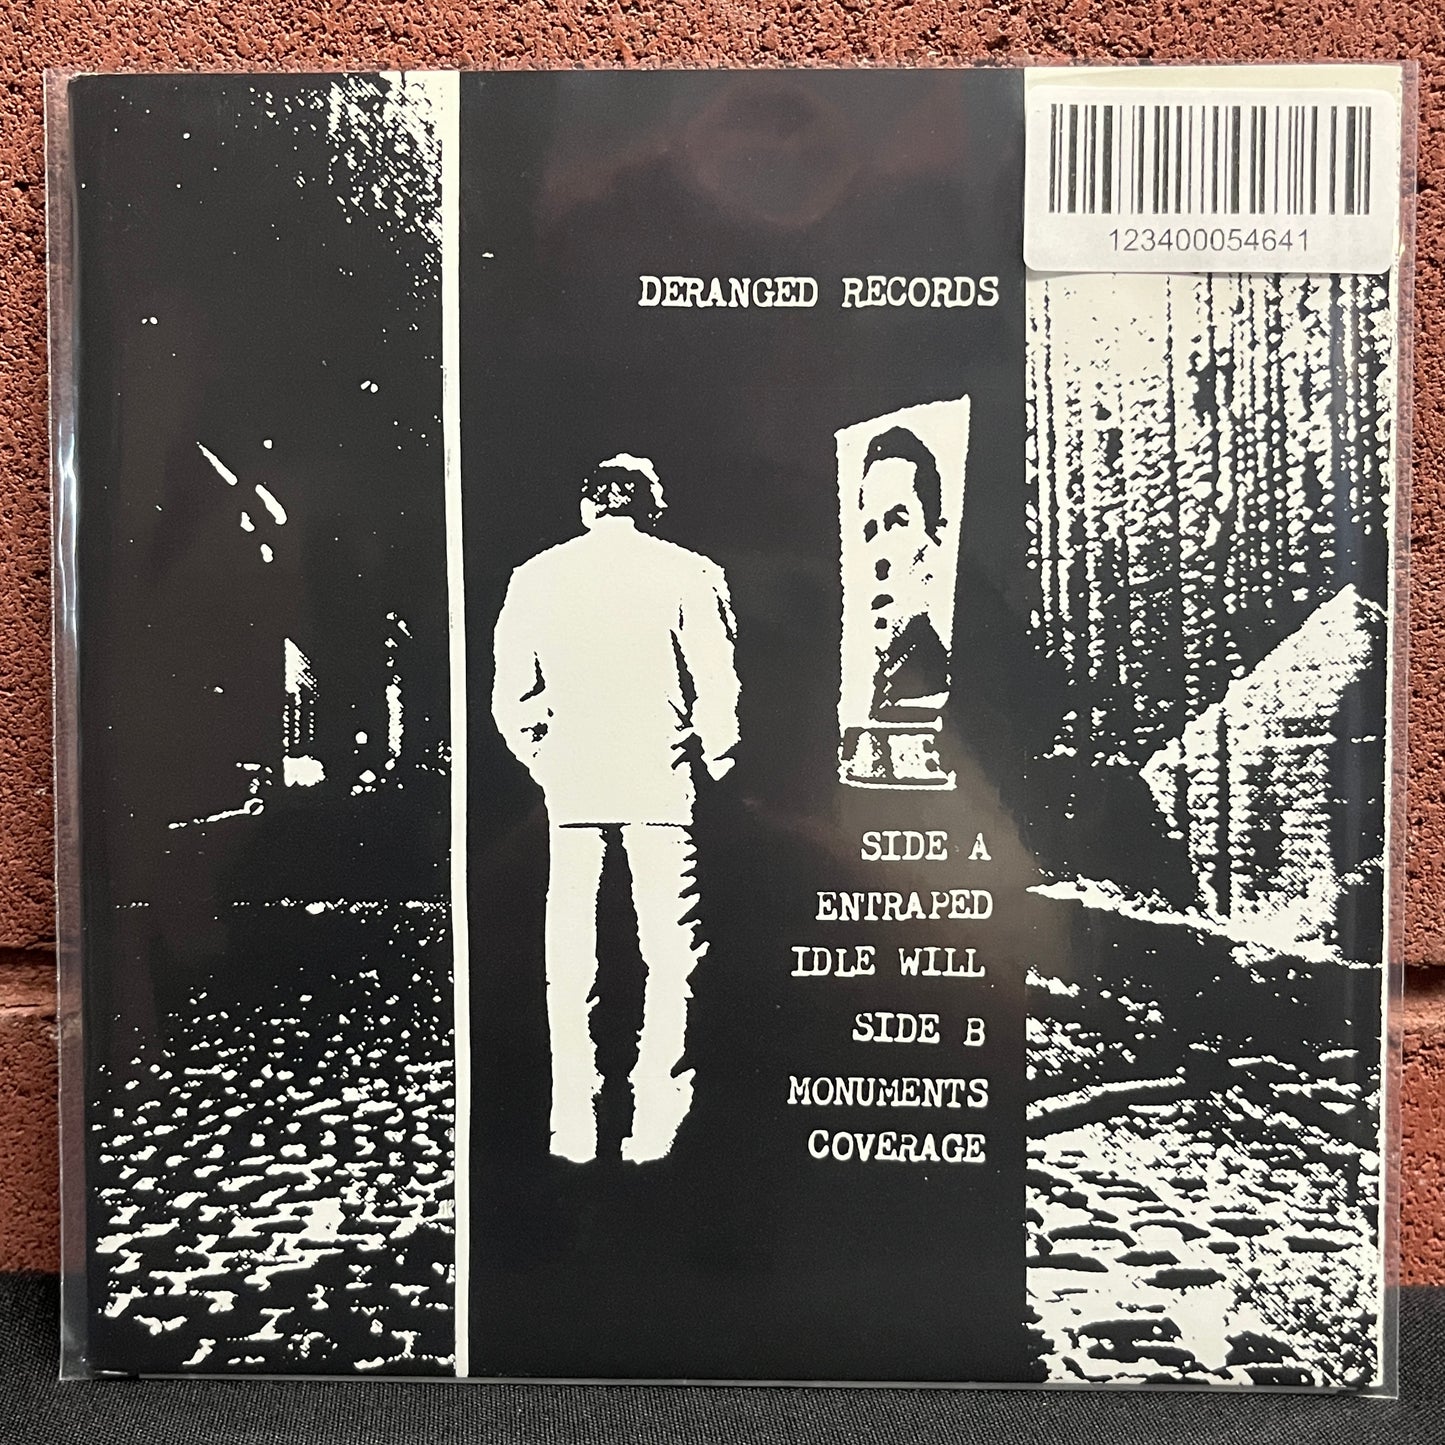 123400054641
DERANGED RECORDS
SIDE A
ENTRAPED
IDLE WILL
SIDE B
MONUMENTS
COVERAGE